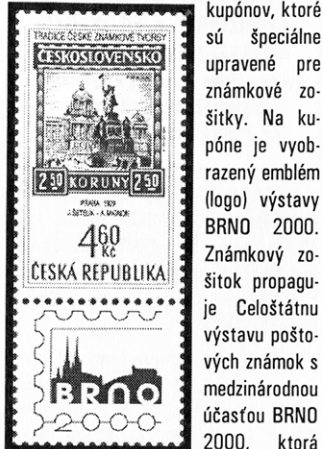 TRADICE ČESKÉ ZNÁMKOVÉ TVORBY
ČESKOSLOVENSKO
2 50 KORUNY 2 50
PRAHA 1929
4 60
Kč
ČESKÁ REPUBLIKA
BRNO
2000
kupónov, ktoré
sú špeciálne
upravené pre
známkové zo-
šitky. Na ku-
póne je vyob-
razený emblém
(logo) výstavy
BRNO 2000.
Známkový zo-
šitok propagu-
je Celoštátnu
výstavu pošto-
vých známok s
medzinárodnou
účasťou BRNO
2000, ktorá